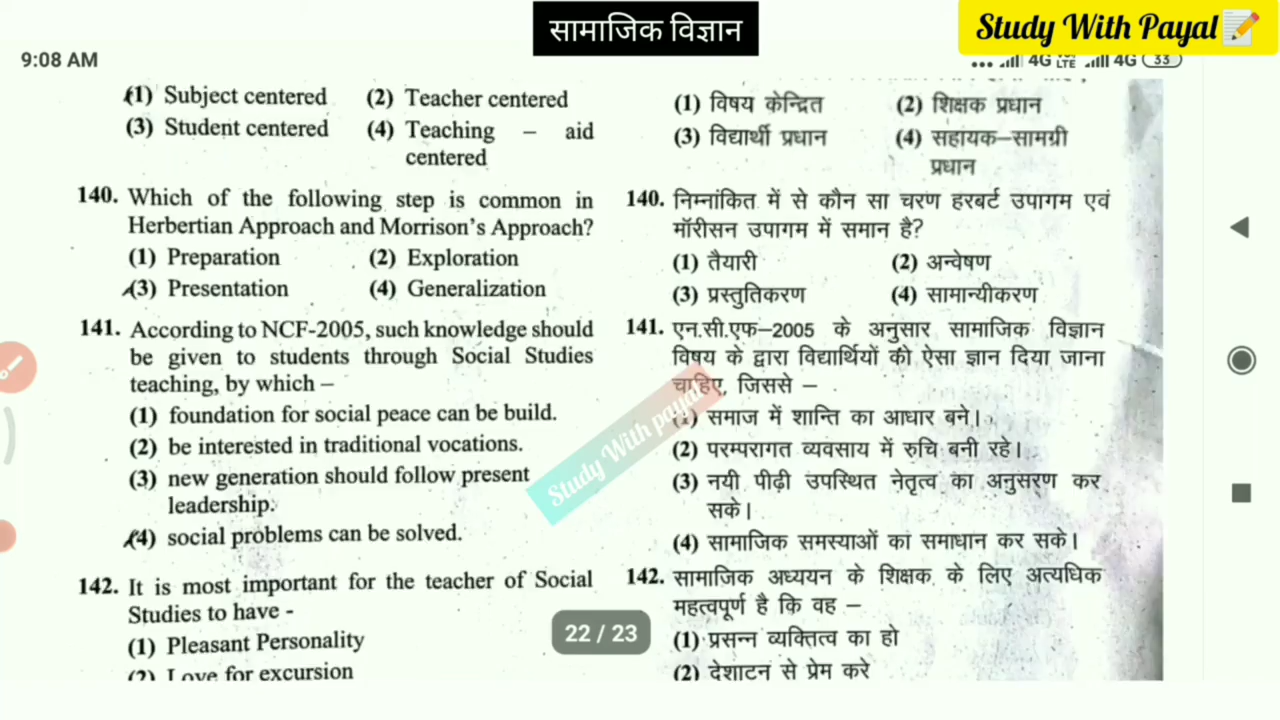 सामाजिक विज्ञान
Study With Payal
9:08 AM
4G VoLTE 4G 33
(1) Subject centered (2) Teacher centered
(3) Student centered (4) Teaching – aid
centered
140. Which of the following step is common in
Herbertian Approach and Morrison's Approach?
(1) Preparation (2) Exploration
(3) Presentation (4) Generalization
141. According to NCF-2005, such knowledge should
be given to students through Social Studies
teaching, by which –
(1) foundation for social peace can be build.
(2) be interested in traditional vocations.
(3) new generation should follow present
leadership.
(4) social problems can be solved.
142. It is most important for the teacher of Social
Studies to have -
(1) Pleasant Personality
(2) Love for excursion
(1) विषय केन्द्रित (2) शिक्षक प्रधान
(3) विद्यार्थी प्रधान (4) सहायक–सामग्री
प्रधान
140. निम्नांकित में से कौन सा चरण हरबर्ट उपागम एवं
मॉरीसन उपागम में समान है?
(1) तैयारी (2) अन्वेषण
(3) प्रस्तुतिकरण (4) सामान्यीकरण
141. एन.सी.एफ–2005 के अनुसार सामाजिक विज्ञान
विषय के द्वारा विद्यार्थियों को ऐसा ज्ञान दिया जाना
चाहिए, जिससे –
(1) समाज में शान्ति का आधार बने।
(2) परम्परागत व्यवसाय में रुचि बनी रहे।
(3) नयी पीढ़ी उपस्थित नेतृत्व का अनुसरण कर
सके।
(4) सामाजिक समस्याओं का समाधान कर सके।
142. सामाजिक अध्ययन के शिक्षक के लिए अत्यधिक
महत्वपूर्ण है कि वह –
(1) प्रसन्न व्यक्तित्व का हो
(2) देशाटन से प्रेम करे
Study With payal
22 / 23